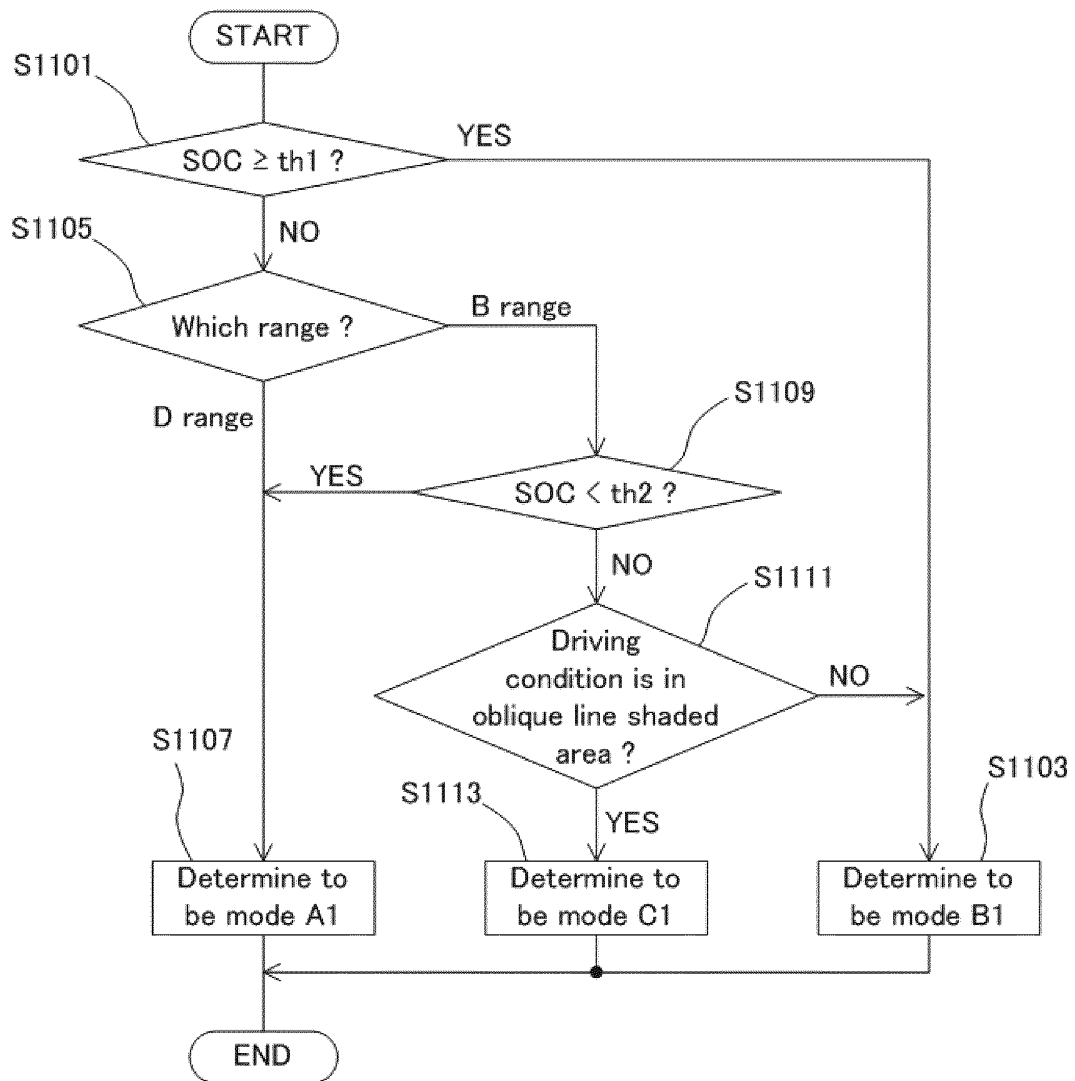 START
S1101
SOC ≥ th1 ?
YES
NO
S1105
Which range ?
B range
D range
S1109
SOC < th2 ?
YES
NO
S1111
Driving
condition is in
oblique line shaded
area ?
NO
YES
S1107
Determine to
be mode A1
S1113
Determine to
be mode C1
S1103
Determine to
be mode B1
END